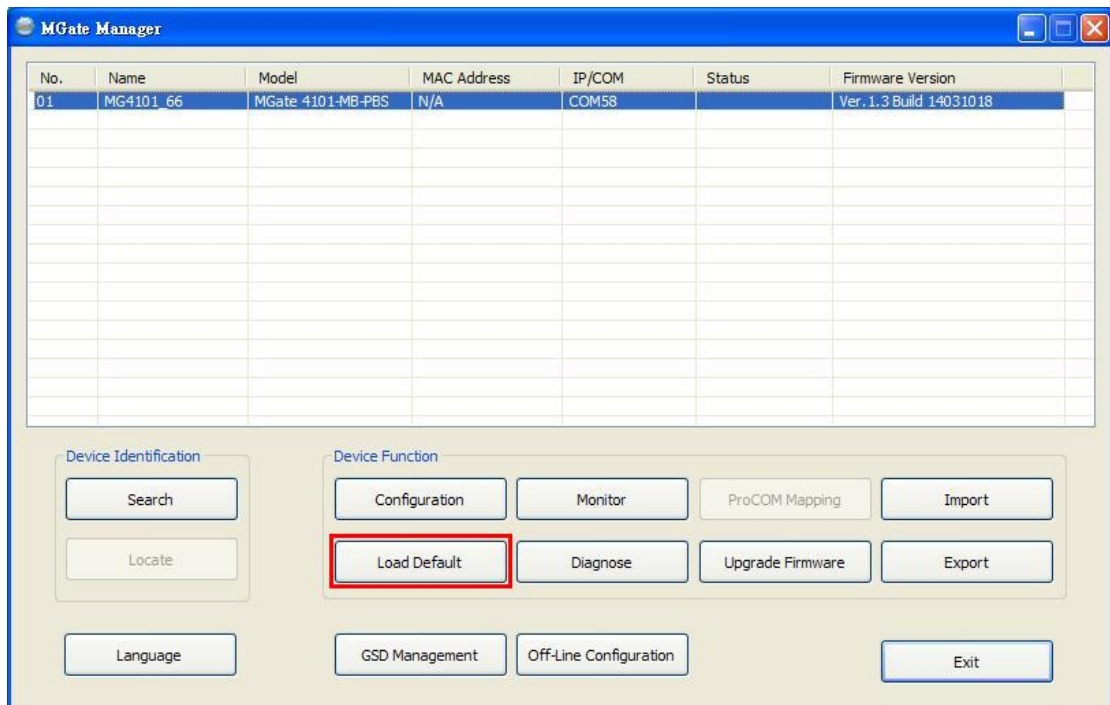 MGate Manager
No. Name Model MAC Address IP/COM Status Firmware Version
01 MG4101_66 MGate 4101-MB-PBS N/A COM58 Ver.1.3 Build 14031018
Device Identification
Search
Locate
Device Function
Configuration Monitor ProCOM Mapping Import
Load Default Diagnose Upgrade Firmware Export
Language GSD Management Off-Line Configuration Exit